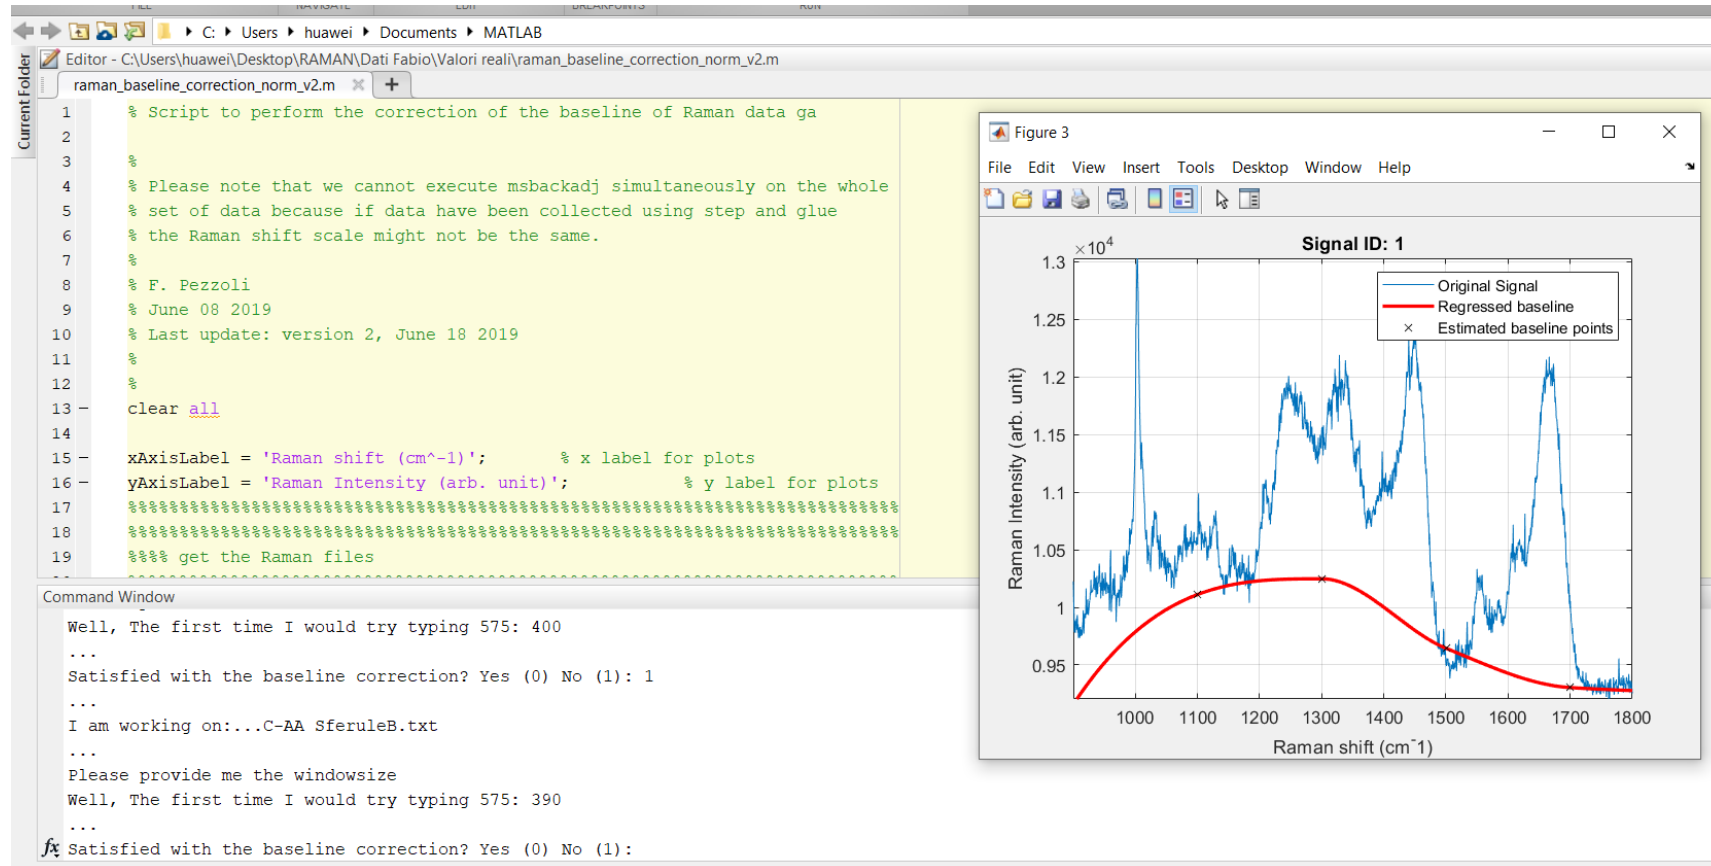 FILE NAVIGATE EDIT BREAKPOINTS RUN
C: Users huawei Documents MATLAB
Current Folder
Editor - C:\Users\huawei\Desktop\RAMAN\Dati Fabio\Valori reali\raman_baseline_correction_norm_v2.m
raman_baseline_correction_norm_v2.m
1 % Script to perform the correction of the baseline of Raman data ga
2
3 %
4 % Please note that we cannot execute msbackadj simultaneously on the whole
5 % set of data because if data have been collected using step and glue
6 % the Raman shift scale might not be the same.
7 %
8 % F. Pezzoli
9 % June 08 2019
10 % Last update: version 2, June 18 2019
11 %
12 %
13 clear all
14
15 xAxisLabel = 'Raman shift (cm^-1)'; % x label for plots
16 yAxisLabel = 'Raman Intensity (arb. unit)'; % y label for plots
17 %%%%%%%%%%%%%%%%%%%%%%%%%%%%%%%%%%%%%%%%%%%%%%%%%%%%%%%%%%%%%%%%%%%%%%%%%%%
18 %%%%%%%%%%%%%%%%%%%%%%%%%%%%%%%%%%%%%%%%%%%%%%%%%%%%%%%%%%%%%%%%%%%%%%%%%%%
19 %%%% get the Raman files
Command Window
Well, The first time I would try typing 575: 400
...
Satisfied with the baseline correction? Yes (0) No (1): 1
...
I am working on:...C-AA SferuleB.txt
...
Please provide me the windowsize
Well, The first time I would try typing 575: 390
...
fx Satisfied with the baseline correction? Yes (0) No (1):
Figure 3
File Edit View Insert Tools Desktop Window Help
Signal ID: 1
×10^4
Original Signal
Regressed baseline
Estimated baseline points
1.3
1.25
1.2
1.15
1.1
1.05
1
0.95
Raman Intensity (arb. unit)
1000 1100 1200 1300 1400 1500 1600 1700 1800
Raman shift (cm⁻1)